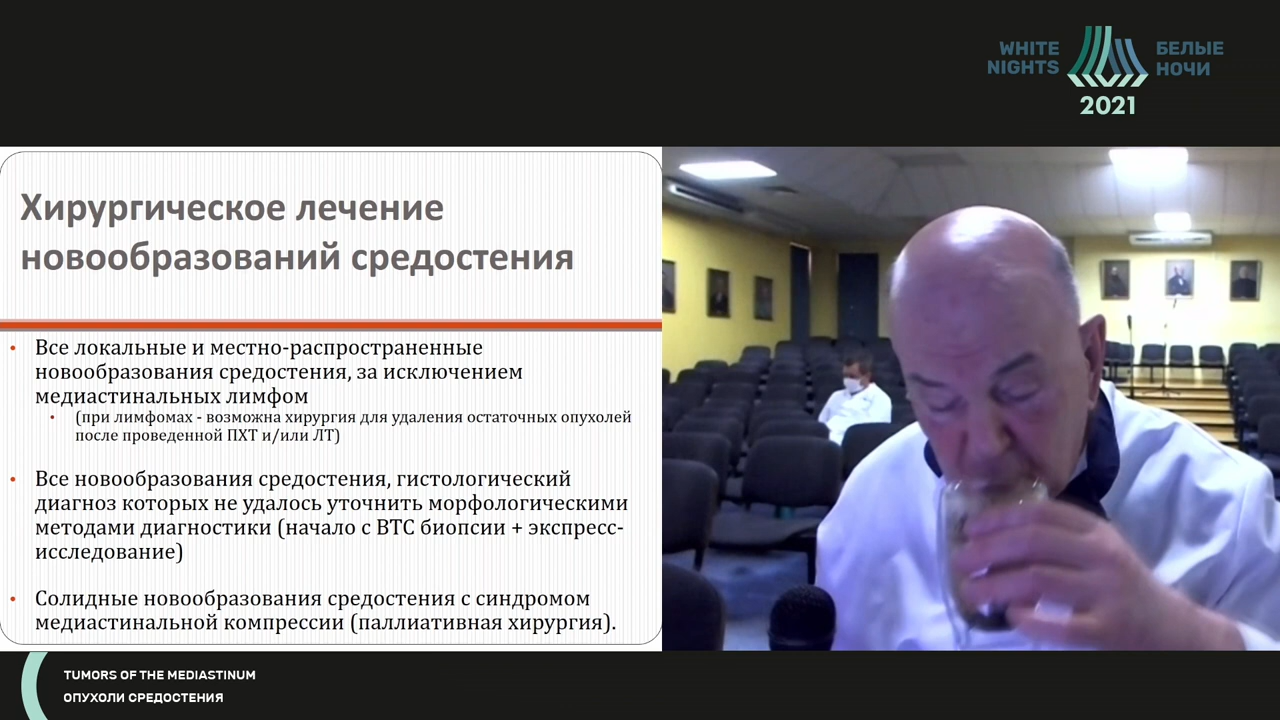 WHITE
NIGHTS
БЕЛЫЕ
НОЧИ
2021
Хирургическое лечение
новообразований средостения
• Все локальные и местно-распространенные
новообразования средостения, за исключением
медиастинальных лимфом
• (при лимфомах - возможна хирургия для удаления остаточных опухолей
после проведенной ПХТ и/или ЛТ)
• Все новообразования средостения, гистологический
диагноз которых не удалось уточнить морфологическими
методами диагностики (начало с ВТС биопсии + экспресс-
исследование)
• Солидные новообразования средостения с синдромом
медиастинальной компрессии (паллиативная хирургия).
TUMORS OF THE MEDIASTINUM
ОПУХОЛИ СРЕДОСТЕНИЯ